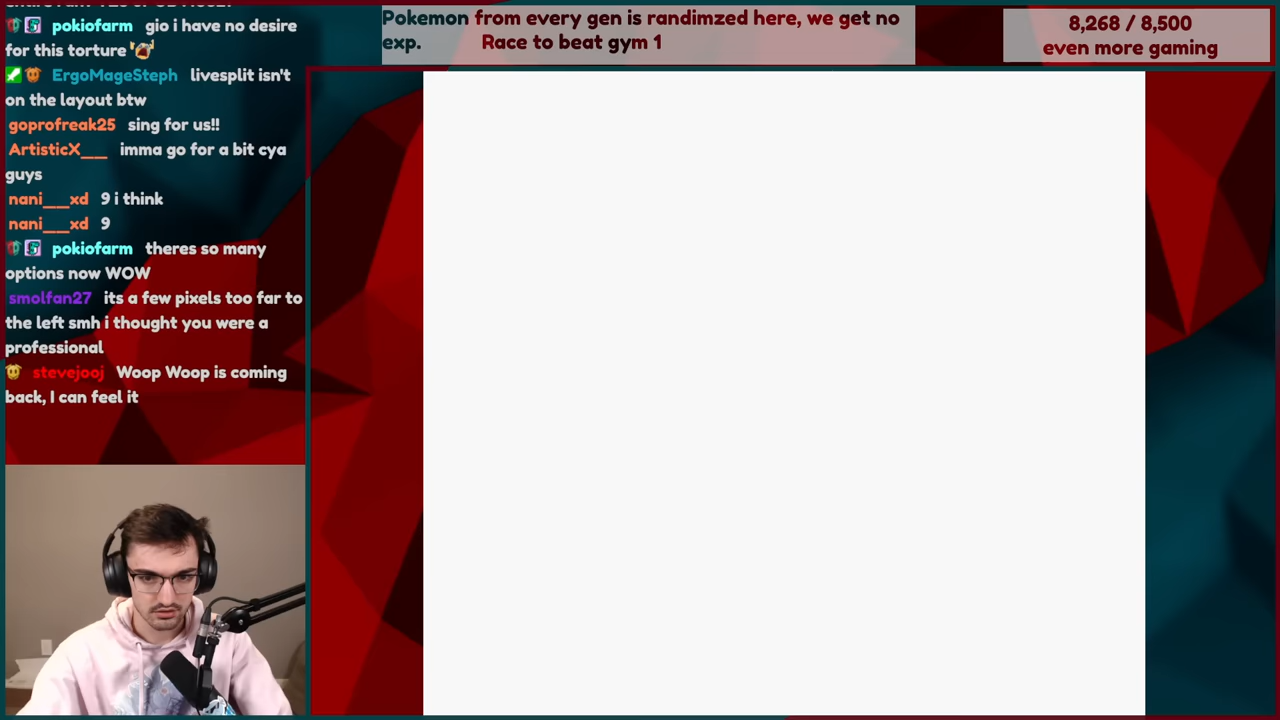 pokiofarm gio i have no desire
for this torture
ErgoMageSteph livesplit isn't
on the layout btw
goprofreak25 sing for us!!
ArtisticX__ imma go for a bit cya
guys
nani__xd 9 i think
nani__xd 9
pokiofarm theres so many
options now WOW
smolfan27 its a few pixels too far to
the left smh i thought you were a
professional
stevejooj Woop Woop is coming
back, I can feel it
Pokemon from every gen is randimzed here, we get no
exp. Race to beat gym 1
8,268 / 8,500
even more gaming